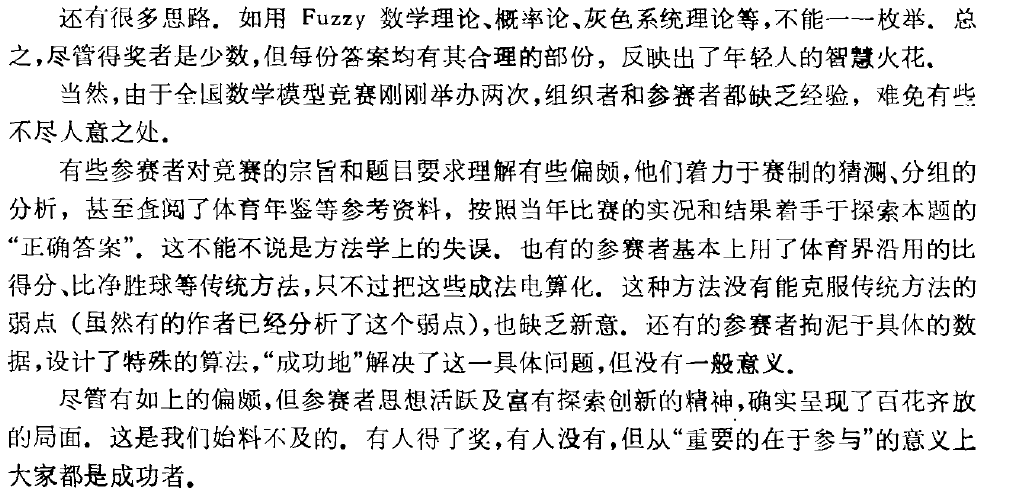 还有很多思路．如用 Fuzzy 数学理论、概率论、灰色系统理论等，不能一一枚举．总
之，尽管得奖者是少数，但每份答案均有其合理的部份，反映出了年轻人的智慧火花．
当然，由于全国数学模型竞赛刚刚举办两次，组织者和参赛者都缺乏经验，难免有些
不尽人意之处．
有些参赛者对竞赛的宗旨和题目要求理解有些偏颇，他们着力于赛制的猜测、分组的
分析，甚至查阅了体育年鉴等参考资料，按照当年比赛的实况和结果着手于探索本题的
“正确答案”．这不能不说是方法学上的失误．也有的参赛者基本上用了体育界沿用的比
得分、比净胜球等传统方法，只不过把这些成法电算化．这种方法没有能克服传统方法的
弱点（虽然有的作者已经分析了这个弱点），也缺乏新意．还有的参赛者拘泥于具体的数
据，设计了特殊的算法，“成功地”解决了这一具体问题，但没有一般意义．
尽管有如上的偏颇，但参赛者思想活跃及富有探索创新的精神，确实呈现了百花齐放
的局面．这是我们始料不及的．有人得了奖，有人没有，但从“重要的在于参与”的意义上
大家都是成功者．